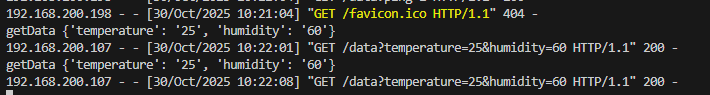 192.168.200.198 - - [30/Oct/2025 10:21:04] "GET /favicon.ico HTTP/1.1" 404 -
getData {'temperature': '25', 'humidity': '60'}
192.168.200.107 - - [30/Oct/2025 10:22:01] "GET /data?temperature=25&humidity=60 HTTP/1.1" 200 -
getData {'temperature': '25', 'humidity': '60'}
192.168.200.107 - - [30/Oct/2025 10:22:08] "GET /data?temperature=25&humidity=60 HTTP/1.1" 200 -